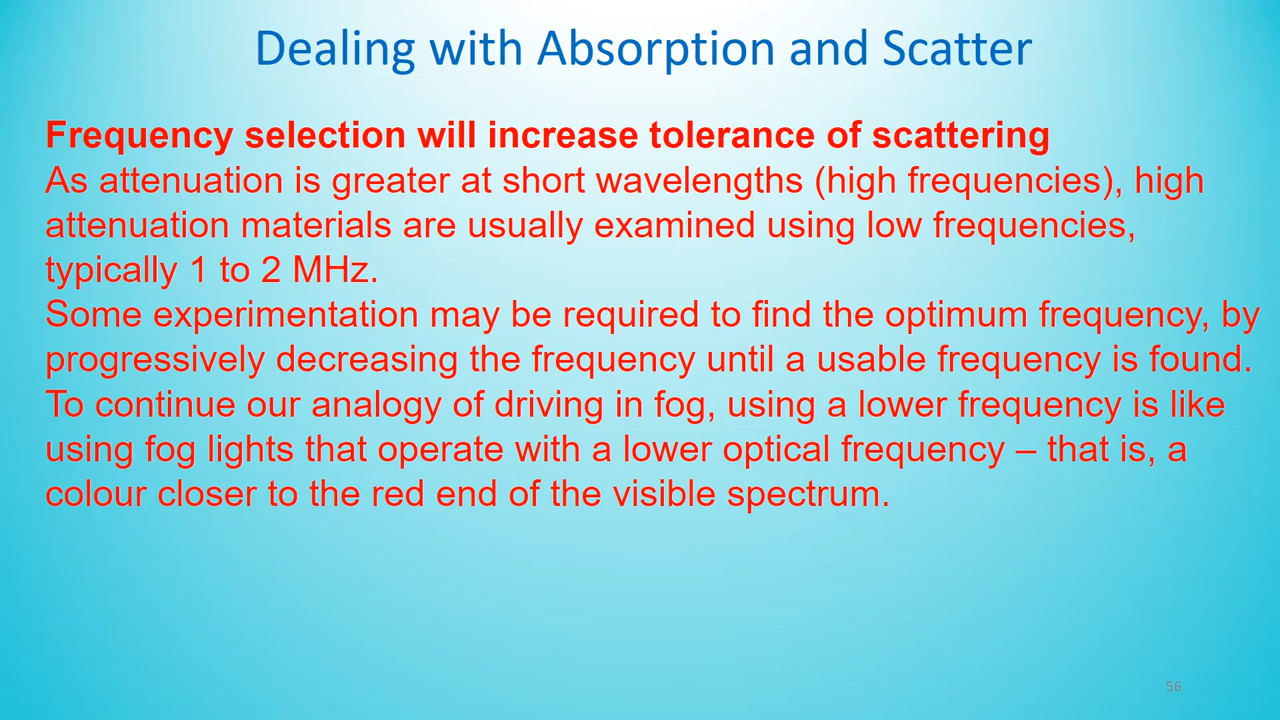 Dealing with Absorption and Scatter
Frequency selection will increase tolerance of scattering
As attenuation is greater at short wavelengths (high frequencies), high
attenuation materials are usually examined using low frequencies,
typically 1 to 2 MHz.
Some experimentation may be required to find the optimum frequency, by
progressively decreasing the frequency until a usable frequency is found.
To continue our analogy of driving in fog, using a lower frequency is like
using fog lights that operate with a lower optical frequency – that is, a
colour closer to the red end of the visible spectrum.
56